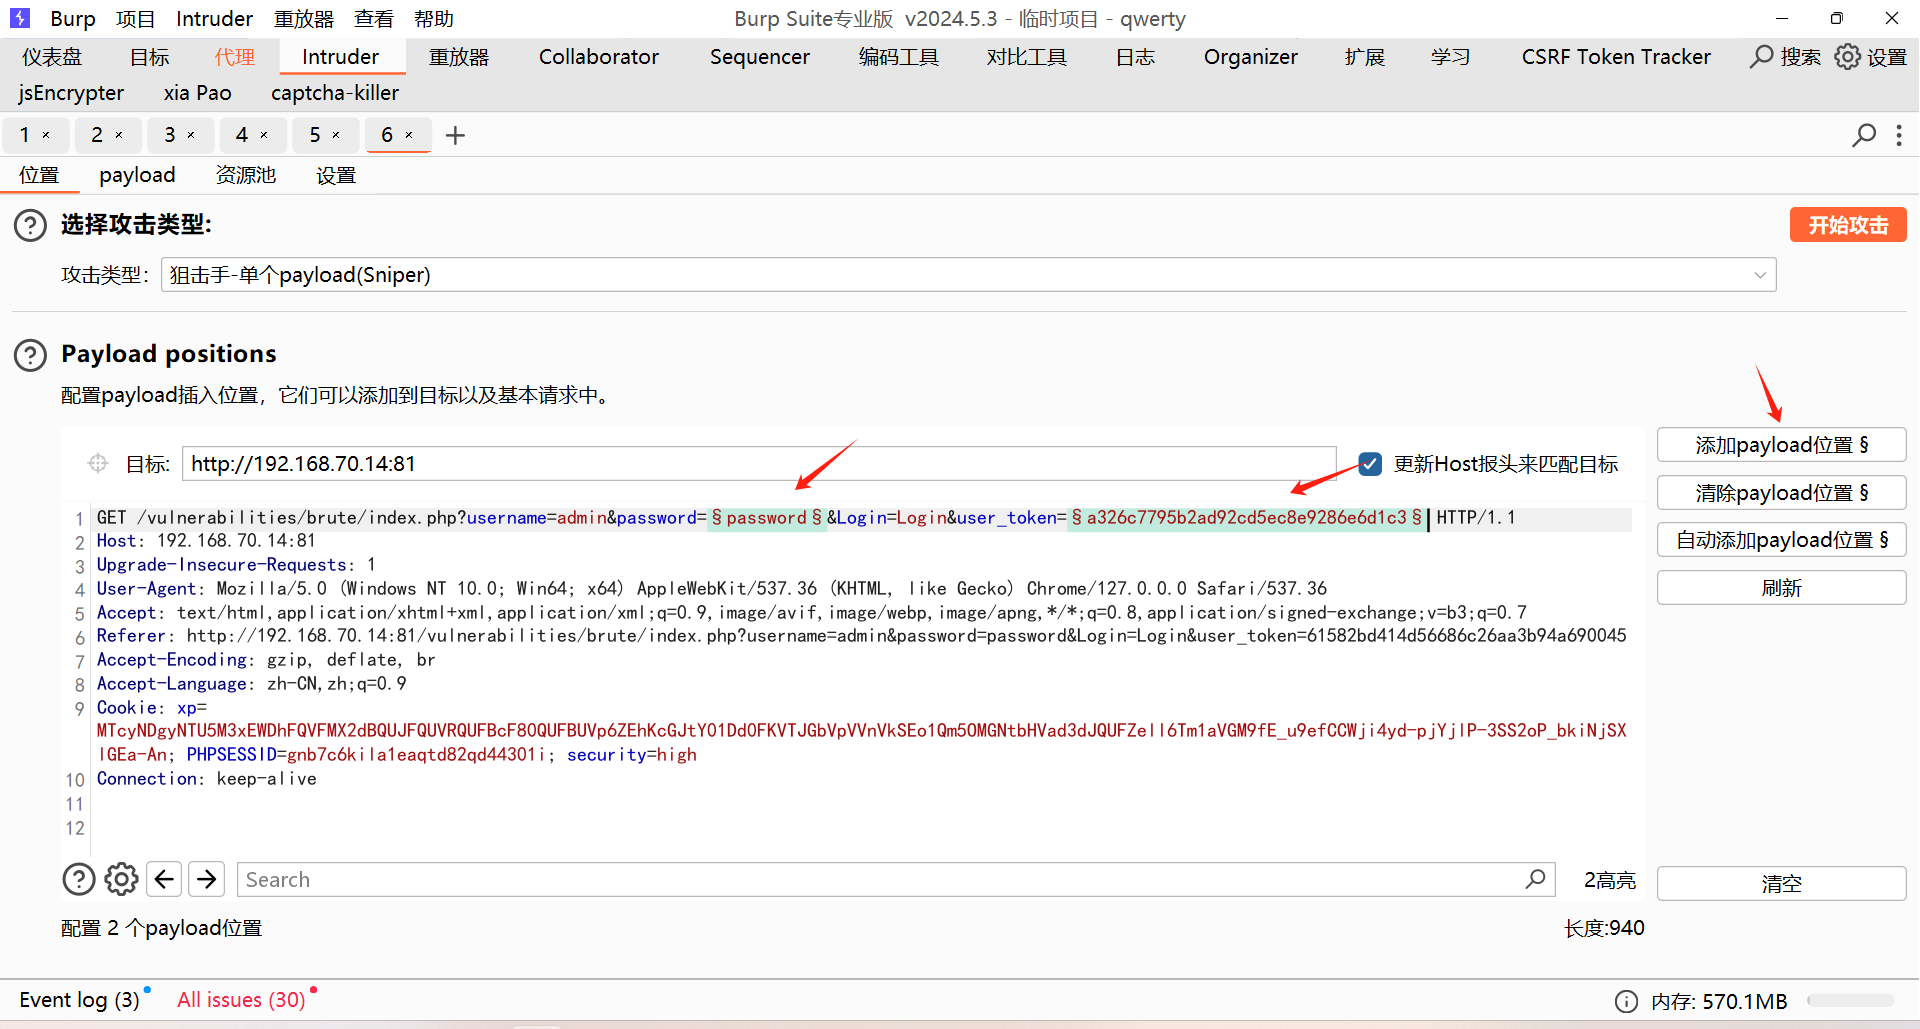 Burp 项目 Intruder 重放器 查看 帮助 Burp Suite专业版 v2024.5.3 - 临时项目 - qwerty
仪表盘 目标 代理 Intruder 重放器 Collaborator Sequencer 编码工具 对比工具 日志 Organizer 扩展 学习 CSRF Token Tracker 搜索 设置
jsEncrypter xia Pao captcha-killer
1 × 2 × 3 × 4 × 5 × 6 × +
位置 payload 资源池 设置
选择攻击类型: 开始攻击
攻击类型: 狙击手-单个payload(Sniper)
Payload positions
配置payload插入位置，它们可以添加到目标以及基本请求中。
目标: http://192.168.70.14:81 更新Host报头来匹配目标
添加payload位置 §
清除payload位置 §
自动添加payload位置 §
刷新
1 GET /vulnerabilities/brute/index.php?username=admin&password=§password§&Login=Login&user_token=§a326c7795b2ad92cd5ec8e9286e6d1c3§ HTTP/1.1
2 Host: 192.168.70.14:81
3 Upgrade-Insecure-Requests: 1
4 User-Agent: Mozilla/5.0 (Windows NT 10.0; Win64; x64) AppleWebKit/537.36 (KHTML, like Gecko) Chrome/127.0.0.0 Safari/537.36
5 Accept: text/html,application/xhtml+xml,application/xml;q=0.9,image/avif,image/webp,image/apng,*/*;q=0.8,application/signed-exchange;v=b3;q=0.7
6 Referer: http://192.168.70.14:81/vulnerabilities/brute/index.php?username=admin&password=password&Login=Login&user_token=61582bd414d56686c26aa3b94a690045
7 Accept-Encoding: gzip, deflate, br
8 Accept-Language: zh-CN,zh;q=0.9
9 Cookie: xp=
MTcyNDgyNTU5M3xEWDhFQVFMX2dBQUJFQUVRQUFBcF80QUFBUVp6ZEhKcGJtY01Dd0FKVTJGbVpVVnVkSEo1Qm5OMGNtbHVad3dJQUFZell6Tm1aVGM9fE_u9efCCWji4yd-pjYjlP-3SS2oP_bkiNjSX
lGEa-An; PHPSESSID=gnb7c6kila1eaqtd82qd44301i; security=high
10 Connection: keep-alive
11
12
Search 2高亮 清空
配置 2 个payload位置 长度:940
Event log (3) All issues (30) 内存: 570.1MB